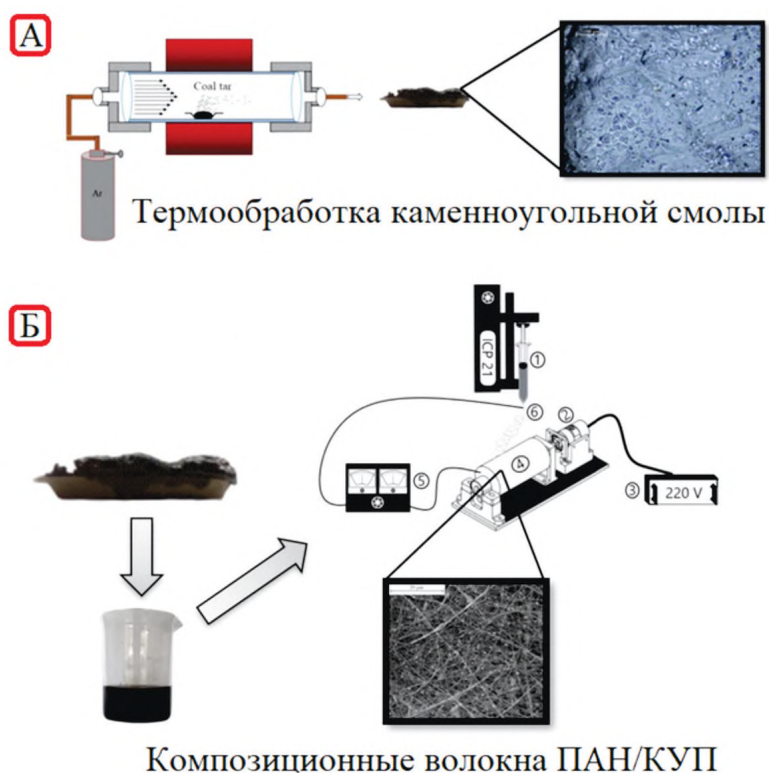 А
Coal tar
Ar
Термообработка каменноугольной смолы
Б
ICP 21
①
⑥
②
④
⑤
③
220 V
Композиционные волокна ПАН/КУП